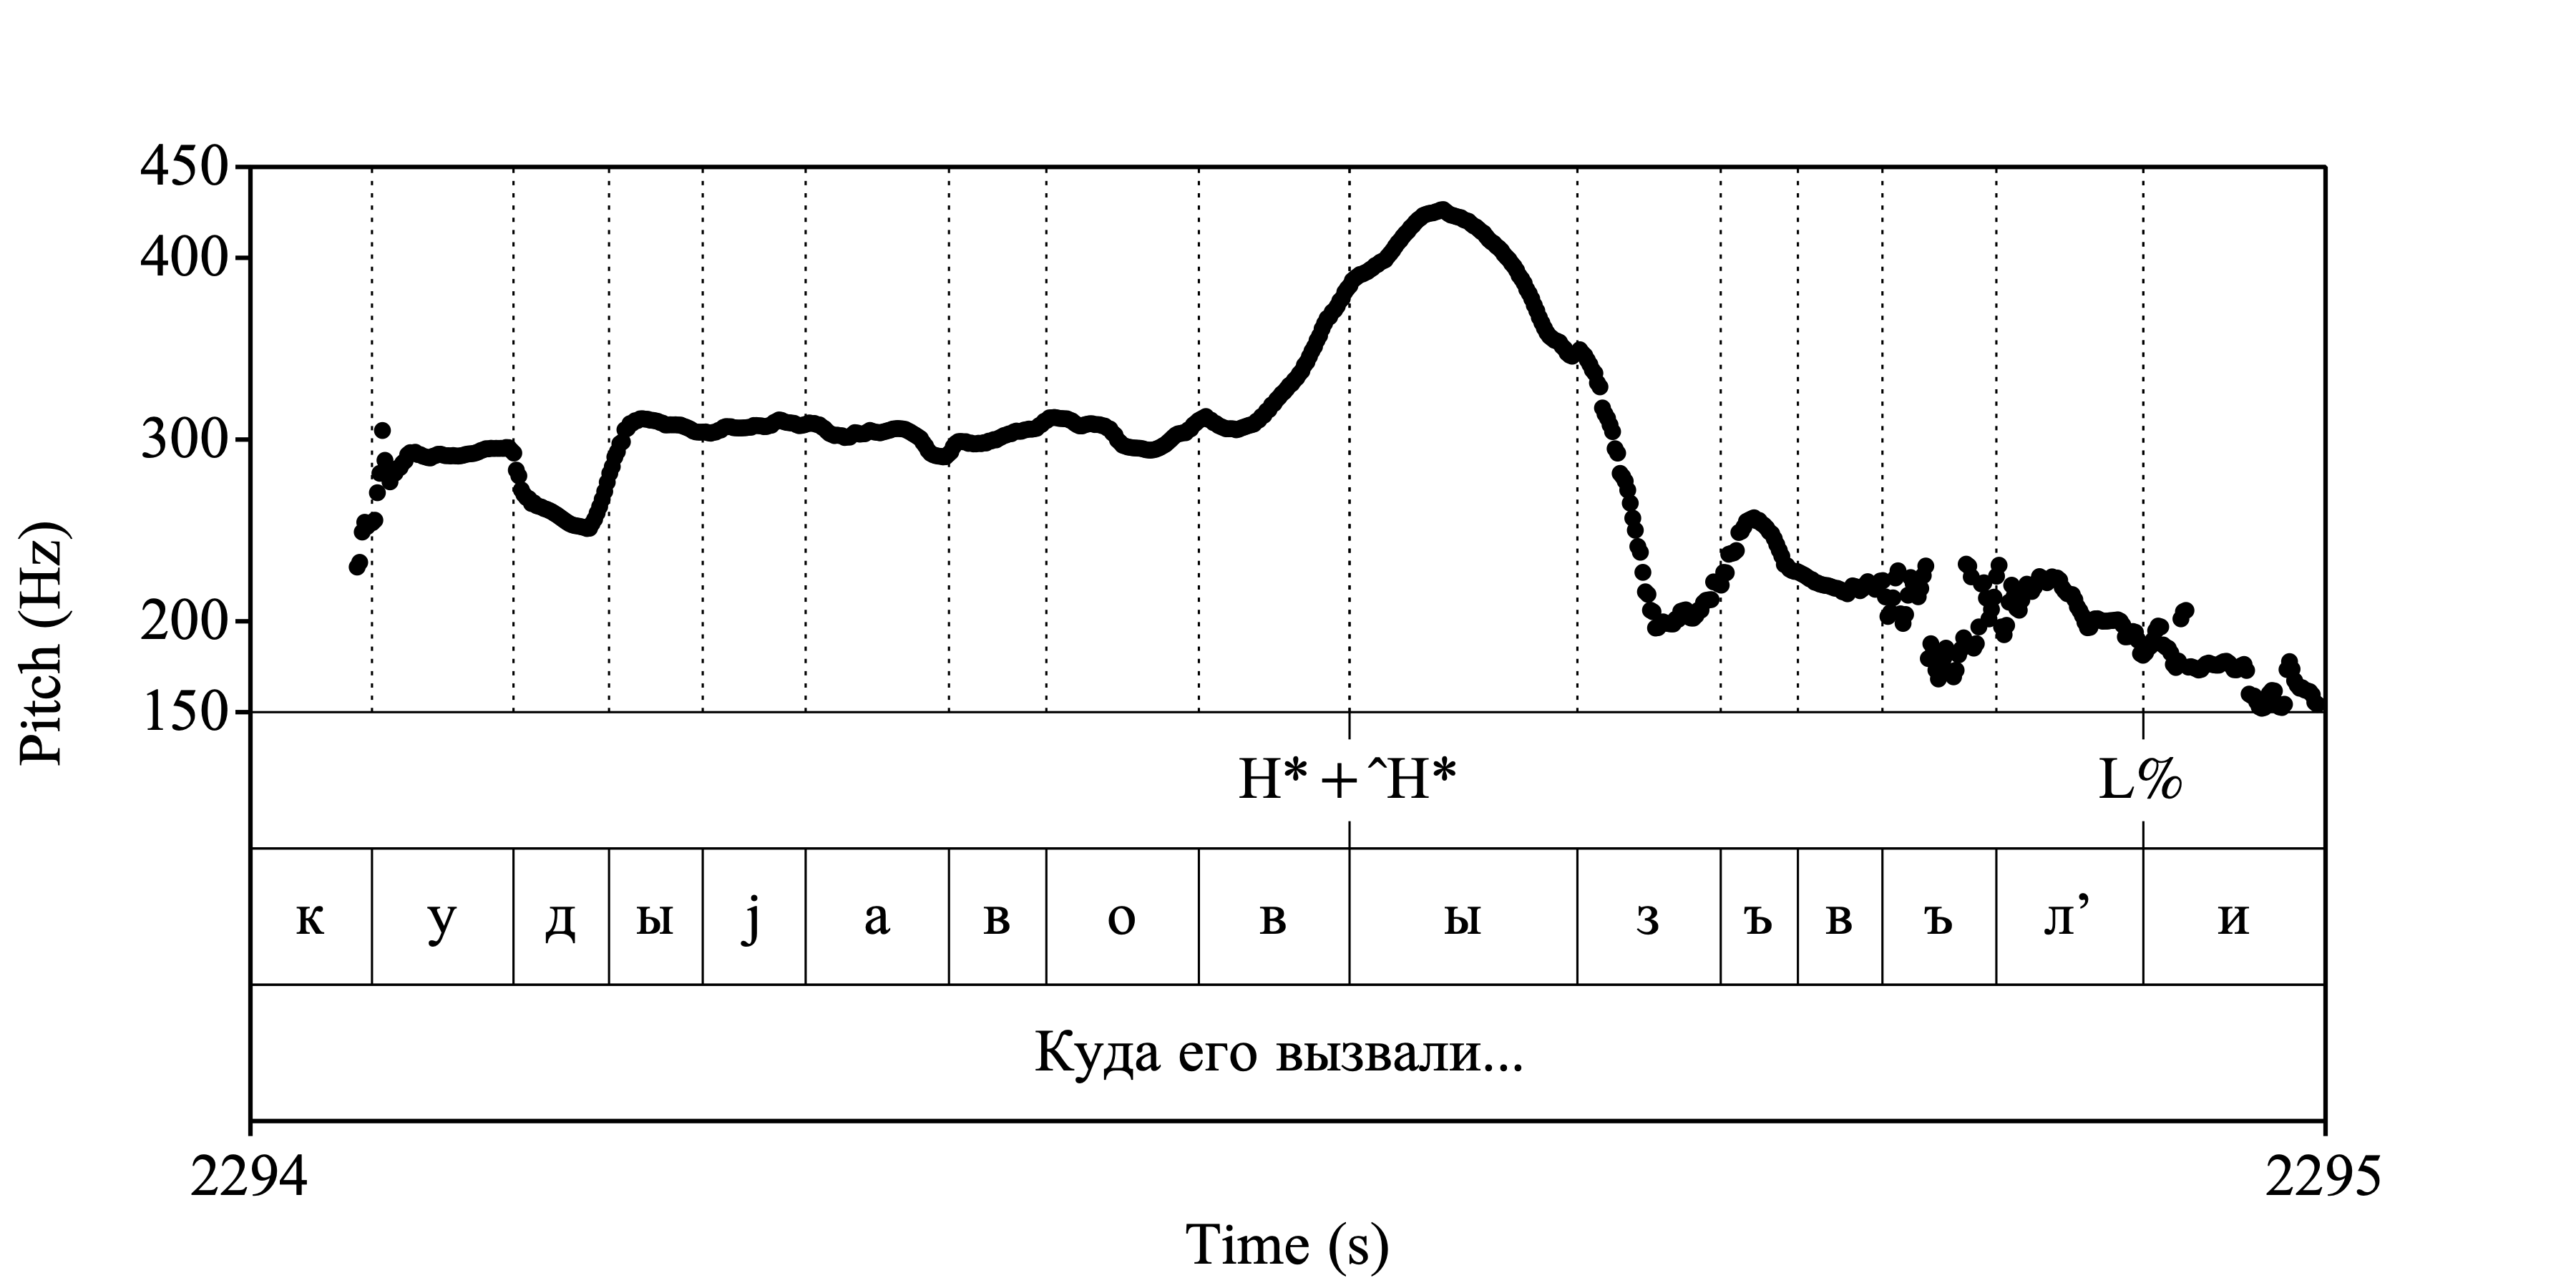 450
400
300
200
150
Pitch (Hz)
H* + ˆH* L%
к у д ы j а в о в ы з ъ в ъ л’ и
Куда его вызвали...
2294 2295
Time (s)